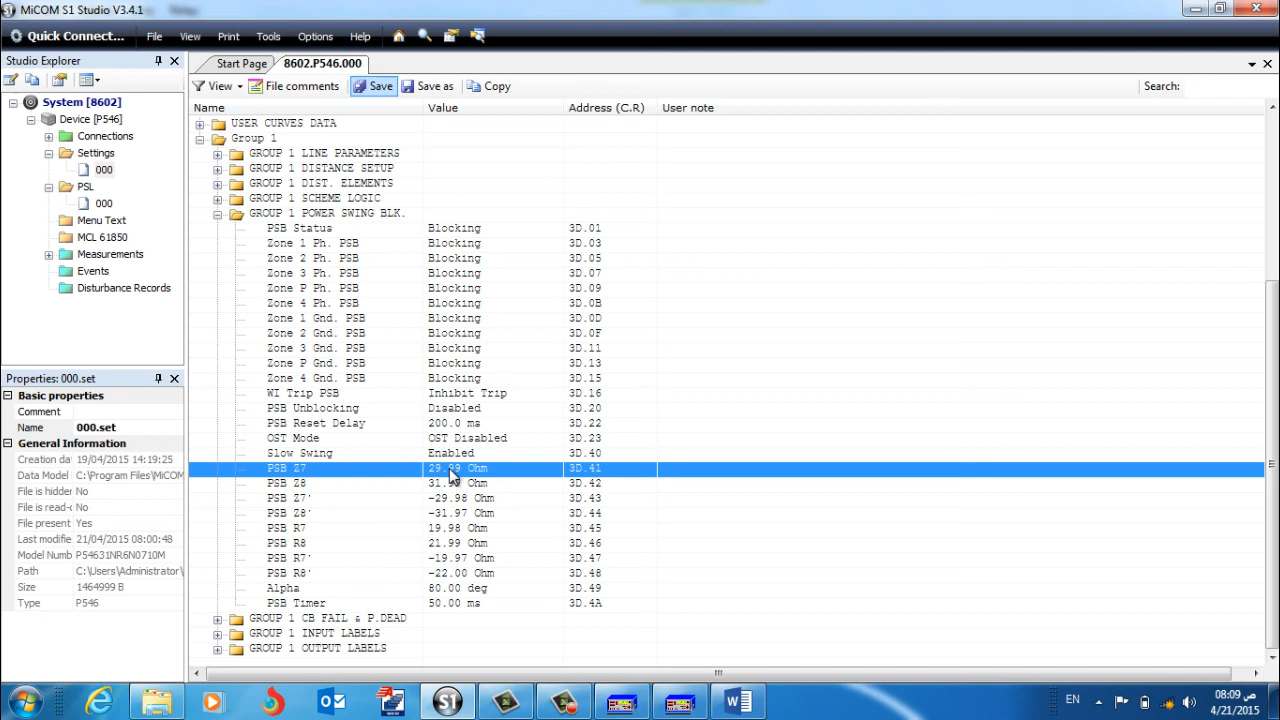 MiCOM S1 Studio V3.4.1
Quick Connect... File View Print Tools Options Help
Studio Explorer
System [8602]
Device [P546]
Connections
Settings
000
PSL
000
Menu Text
MCL 61850
Measurements
Events
Disturbance Records
Properties: 000.set
Basic properties
Comment
Name 000.set
General Information
Creation dat 19/04/2015 14:19:25
Data Model C:\Program Files\MiCOM
File is hidden No
File is read-o No
File present Yes
Last modifie 21/04/2015 08:00:48
Model Numb P54631NR6N0710M
Path C:\Users\Administrator\
Size 1464999 B
Type P546
Start Page 8602.P546.000
View File comments Save Save as Copy Search:
Name Value Address (C.R) User note
USER CURVES DATA
Group 1
GROUP 1 LINE PARAMETERS
GROUP 1 DISTANCE SETUP
GROUP 1 DIST. ELEMENTS
GROUP 1 SCHEME LOGIC
GROUP 1 POWER SWING BLK.
PSB Status Blocking 3D.01
Zone 1 Ph. PSB Blocking 3D.03
Zone 2 Ph. PSB Blocking 3D.05
Zone 3 Ph. PSB Blocking 3D.07
Zone P Ph. PSB Blocking 3D.09
Zone 4 Ph. PSB Blocking 3D.0B
Zone 1 Gnd. PSB Blocking 3D.0D
Zone 2 Gnd. PSB Blocking 3D.0F
Zone 3 Gnd. PSB Blocking 3D.11
Zone P Gnd. PSB Blocking 3D.13
Zone 4 Gnd. PSB Blocking 3D.15
WI Trip PSB Inhibit Trip 3D.16
PSB Unblocking Disabled 3D.20
PSB Reset Delay 200.0 ms 3D.22
OST Mode OST Disabled 3D.23
Slow Swing Enabled 3D.40
PSB Z7 29.99 Ohm 3D.41
PSB Z8 Ohm 3D.42
PSB Z7' -29.98 Ohm 3D.43
PSB Z8' -31.97 Ohm 3D.44
PSB R7 19.98 Ohm 3D.45
PSB R8 21.99 Ohm 3D.46
PSB R7' -19.97 Ohm 3D.47
PSB R8' -22.00 Ohm 3D.48
Alpha 80.00 deg 3D.49
PSB Timer 50.00 ms 3D.4A
GROUP 1 CB FAIL & P.DEAD
GROUP 1 INPUT LABELS
GROUP 1 OUTPUT LABELS
EN
08:09 ص
4/21/2015